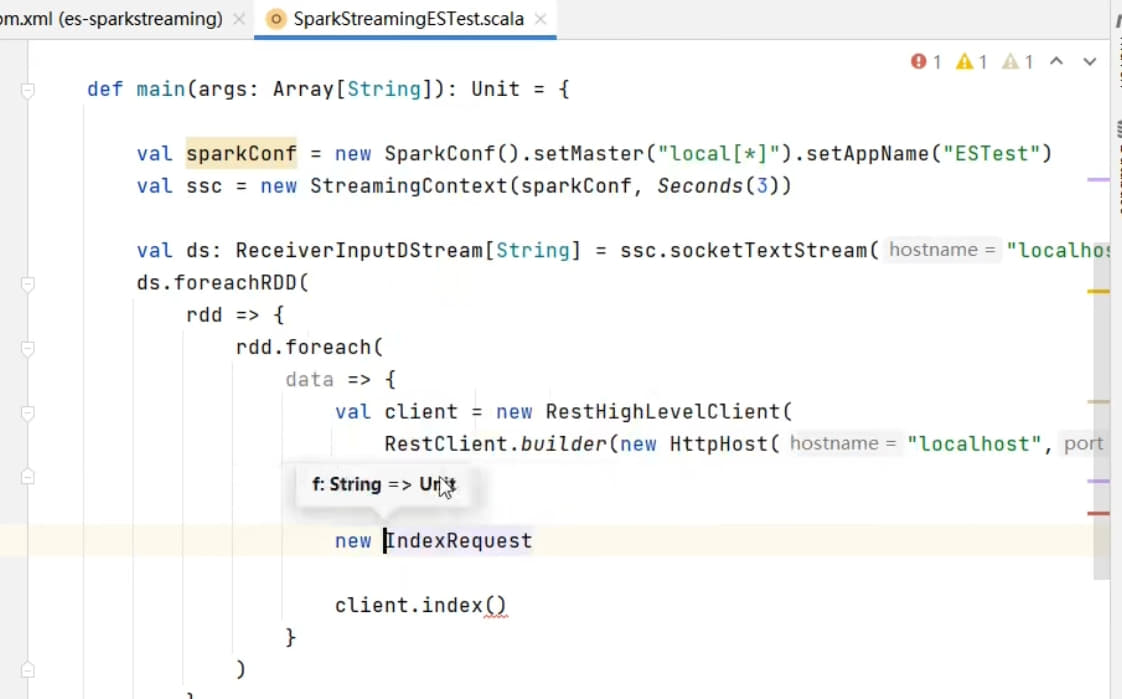 om.xml (es-sparkstreaming) SparkStreamingESTest.scala
1 1 1
def main(args: Array[String]): Unit = {
val sparkConf = new SparkConf().setMaster("local[*]").setAppName("ESTest")
val ssc = new StreamingContext(sparkConf, Seconds(3))
val ds: ReceiverInputDStream[String] = ssc.socketTextStream( hostname = "localhos
ds.foreachRDD(
rdd => {
rdd.foreach(
data => {
val client = new RestHighLevelClient(
RestClient.builder(new HttpHost( hostname = "localhost", port
f: String => Unit
new IndexRequest
client.index()
}
)